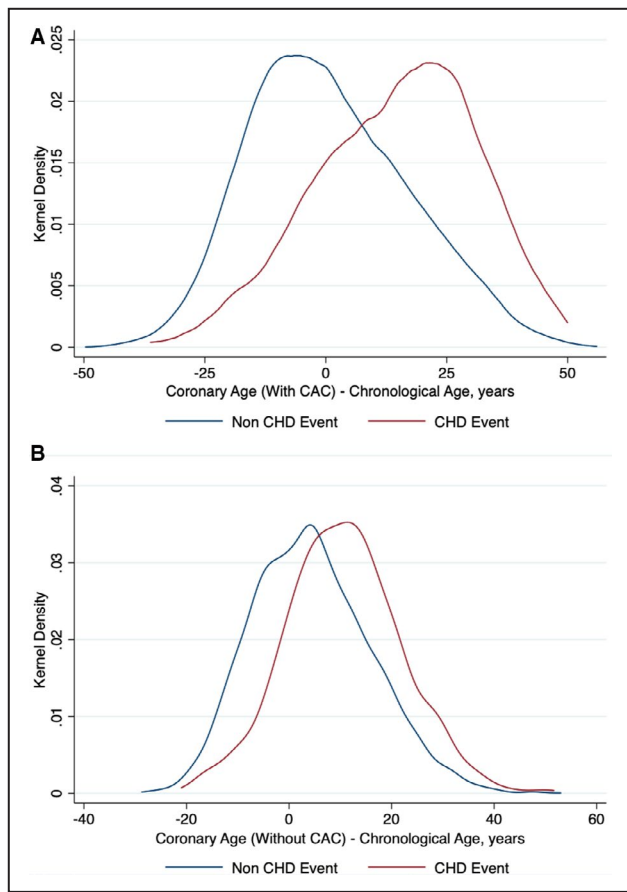 A
.025
.02
.015
.01
.005
0
Kernel Density
-50 -25 0 25 50
Coronary Age (With CAC) - Chronological Age, years
Non CHD Event CHD Event
B
.04
.03
.02
.01
0
Kernel Density
-40 -20 0 20 40 60
Coronary Age (Without CAC) - Chronological Age, years
Non CHD Event CHD Event